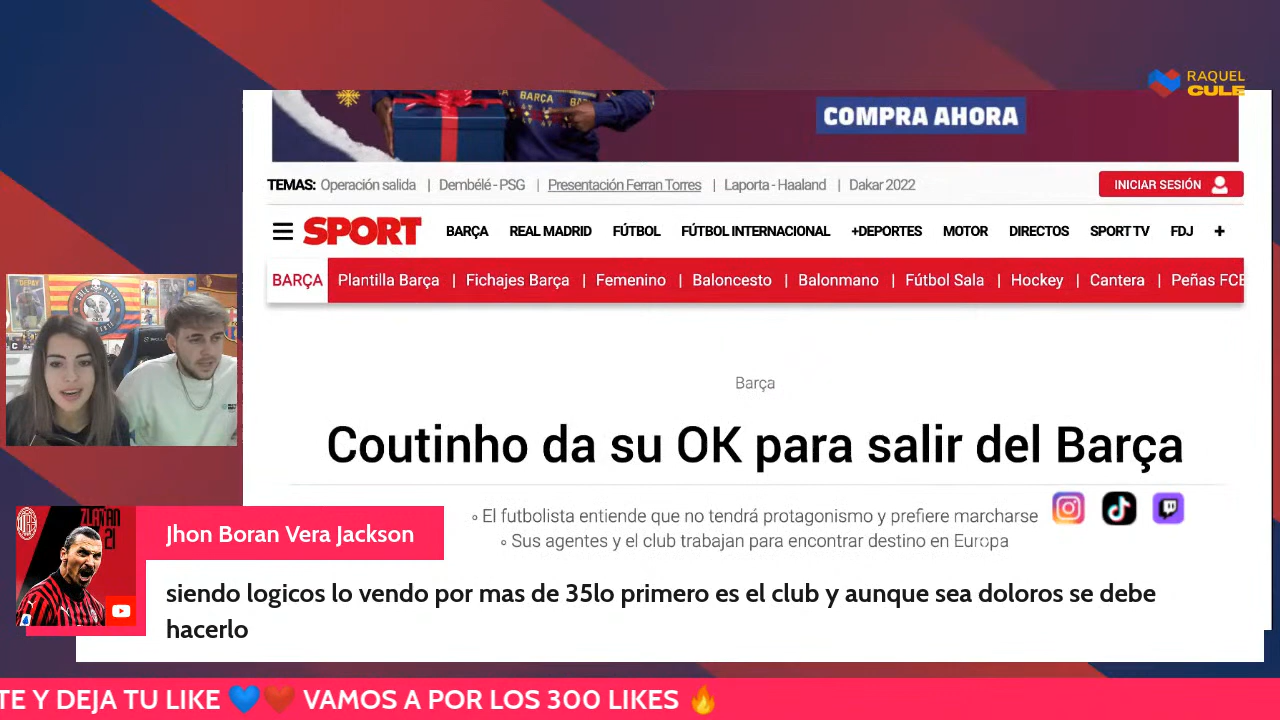 RAQUEL
CULE
BARÇA
COMPRA AHORA
TEMAS: Operación salida | Dembélé - PSG | Presentación Ferran Torres | Laporta - Haaland | Dakar 2022
INICIAR SESIÓN
SPORT BARÇA REAL MADRID FÚTBOL FÚTBOL INTERNACIONAL +DEPORTES MOTOR DIRECTOS SPORT TV FDJ +
BARÇA Plantilla Barça | Fichajes Barça | Femenino | Baloncesto | Balonmano | Fútbol Sala | Hockey | Cantera | Peñas FCB
Barça
Coutinho da su OK para salir del Barça
◦ El futbolista entiende que no tendrá protagonismo y prefiere marcharse
◦ Sus agentes y el club trabajan para encontrar destino en Europa
ZLATAN
21
Jhon Boran Vera Jackson
siendo logicos lo vendo por mas de 35lo primero es el club y aunque sea doloros se debe
hacerlo
TE Y DEJA TU LIKE 💙❤️ VAMOS A POR LOS 300 LIKES 🔥